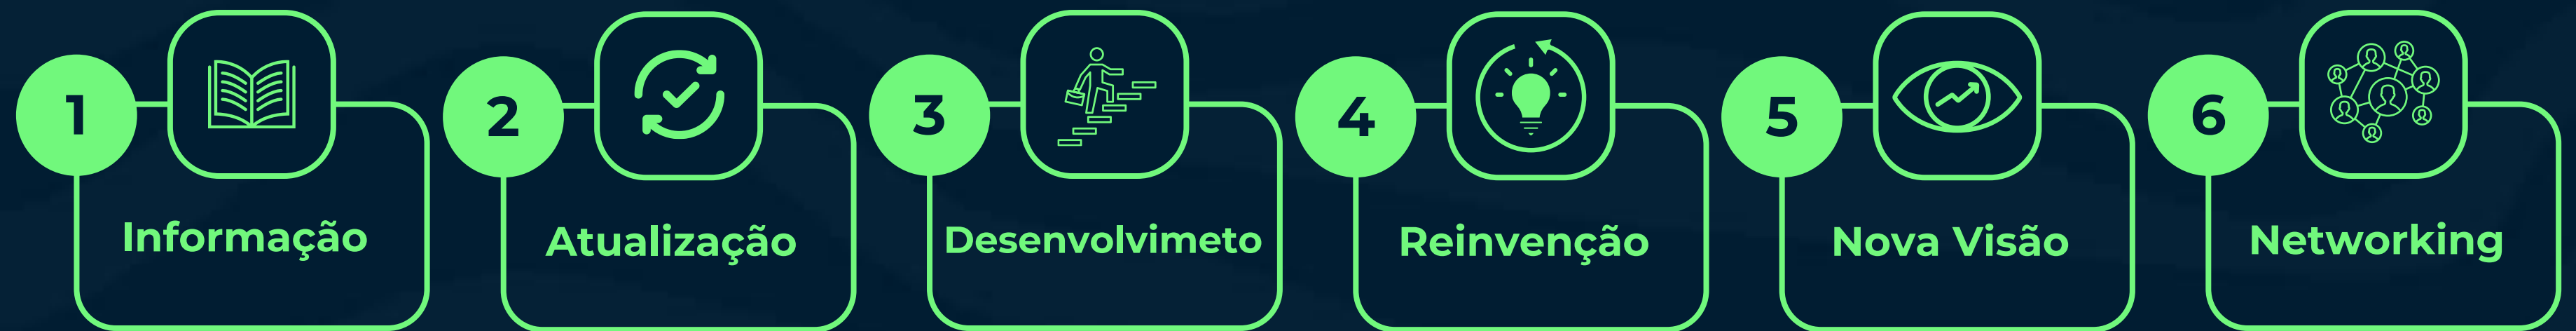 1
Informação
2
Atualização
3
Desenvolvimeto
4
Reinvenção
5
Nova Visão
6
Networking